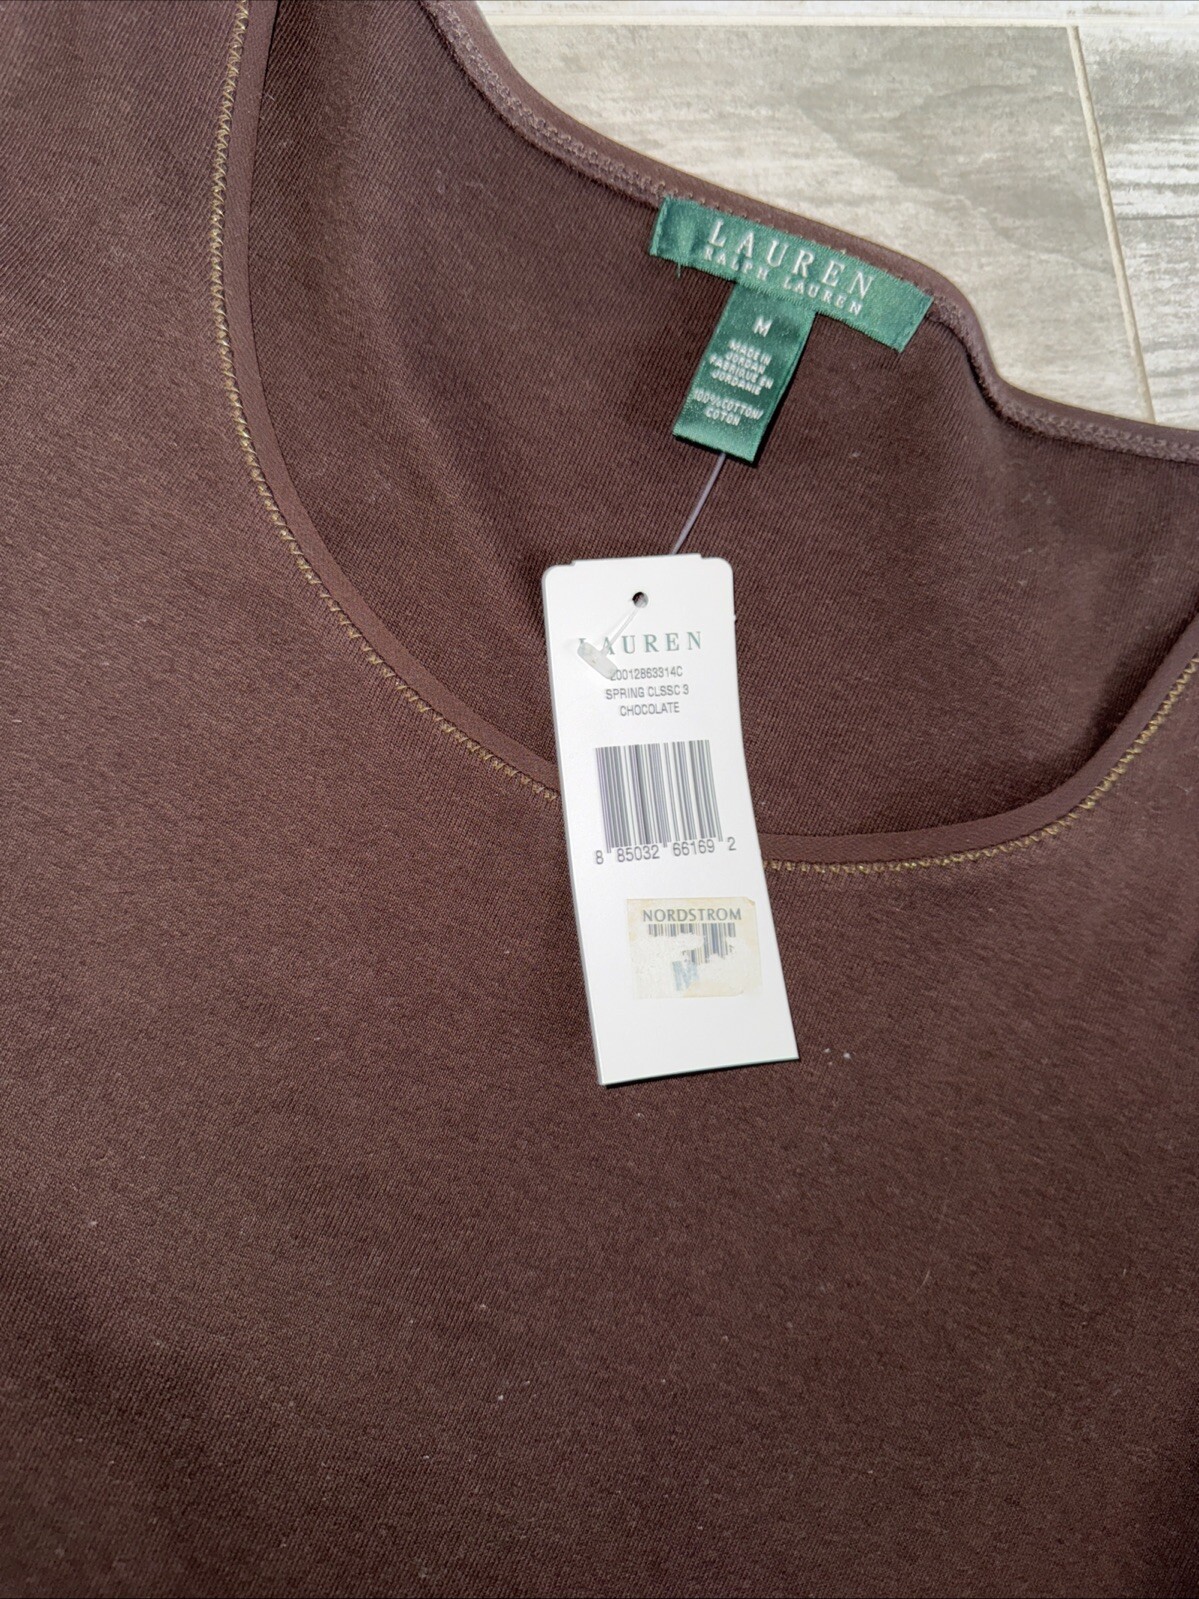 LAUREN
RALPH LAUREN
M
MADE IN
JORDAN
FABRIQUE EN
JORDANIE
100% COTTON/
COTON
LAUREN
20012863314C
SPRING CLSSC 3
CHOCOLATE
8 85032 66169 2
NORDSTROM